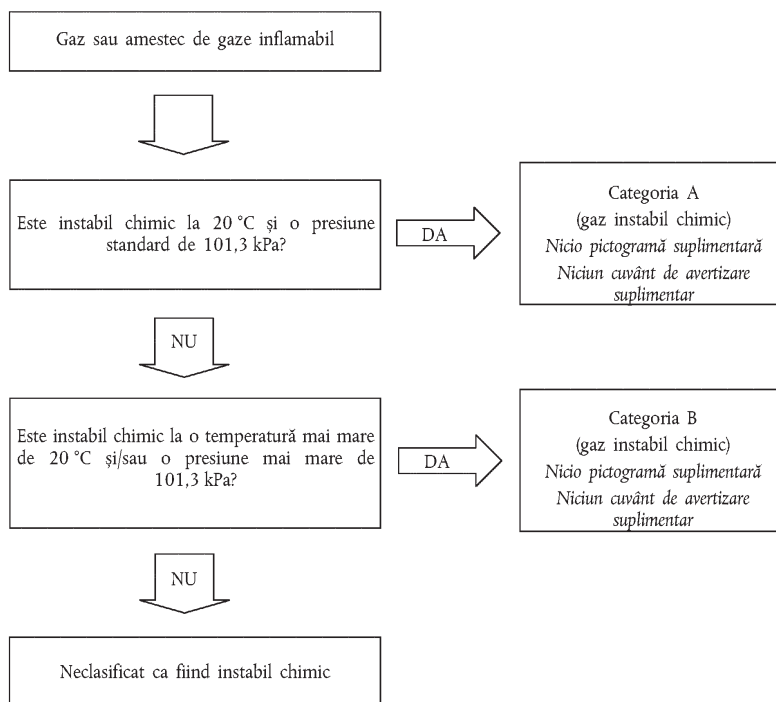 Gaz sau amestec de gaze inflamabil
Este instabil chimic la 20 °C și o presiune
standard de 101,3 kPa?
DA
Categoria A
(gaz instabil chimic)
Nicio pictogramă suplimentară
Niciun cuvânt de avertizare
suplimentar
NU
Este instabil chimic la o temperatură mai mare
de 20 °C și/sau o presiune mai mare de
101,3 kPa?
DA
Categoria B
(gaz instabil chimic)
Nicio pictogramă suplimentară
Niciun cuvânt de avertizare
suplimentar
NU
Neclasificat ca fiind instabil chimic